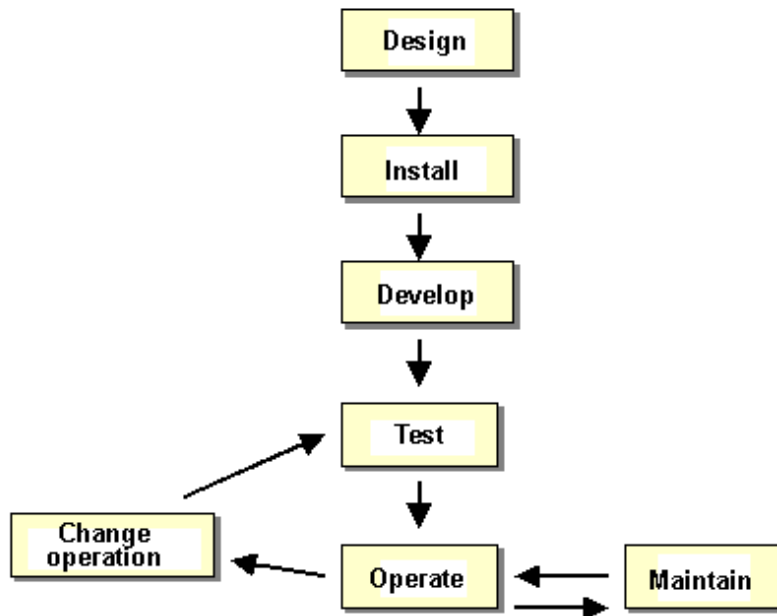 Design
Install
Develop
Test
Change
operation
Operate
Maintain